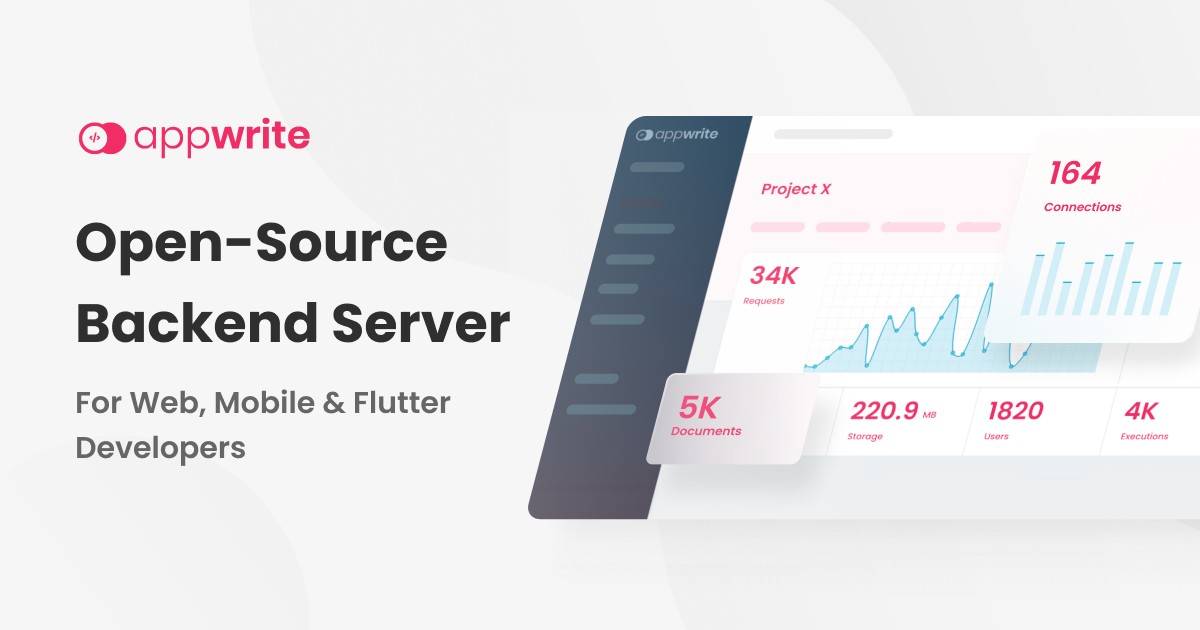 appwrite
Open-Source
Backend Server
For Web, Mobile & Flutter
Developers
appwrite
Project X
164
Connections
34K
Requests
5K
Documents
220.9 MB
Storage
1820
Users
4K
Executions